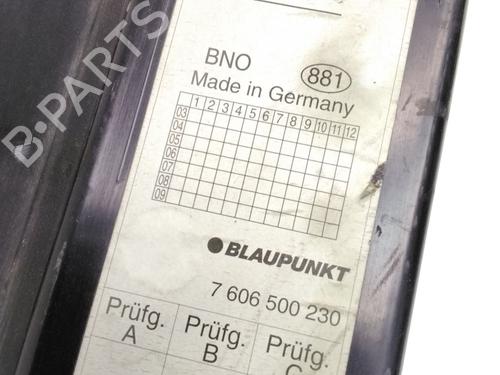 BNO 881
Made in Germany
1 2 3 4 5 6 7 8 9 10 11 12
03
04
05
06
07
08
09
BLAUPUNKT
7 606 500 230
Prüfg. Prüfg. Prüfg.
A B C
B-PARTS